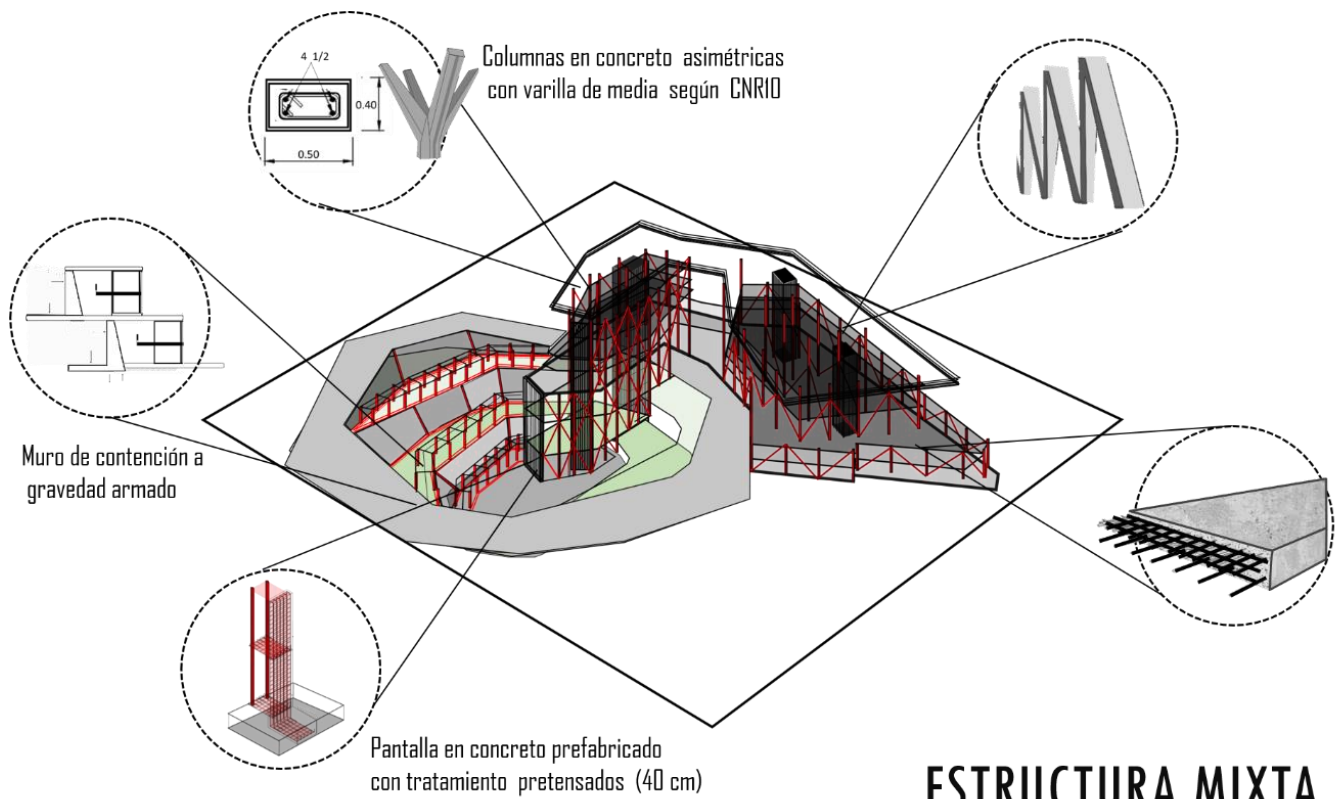 4 1/2
0.40
0.50
Columnas en concreto asimétricas
con varilla de media según CNR10
Muro de contención a
gravedad armado
Pantalla en concreto prefabricado
con tratamiento pretensados (40 cm)
ESTRUCTURA MIXTA